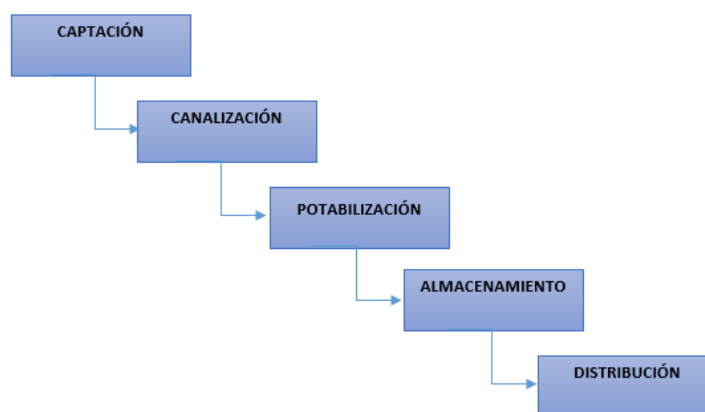 CAPTACIÓN
CANALIZACIÓN
POTABILIZACIÓN
ALMACENAMIENTO
DISTRIBUCIÓN